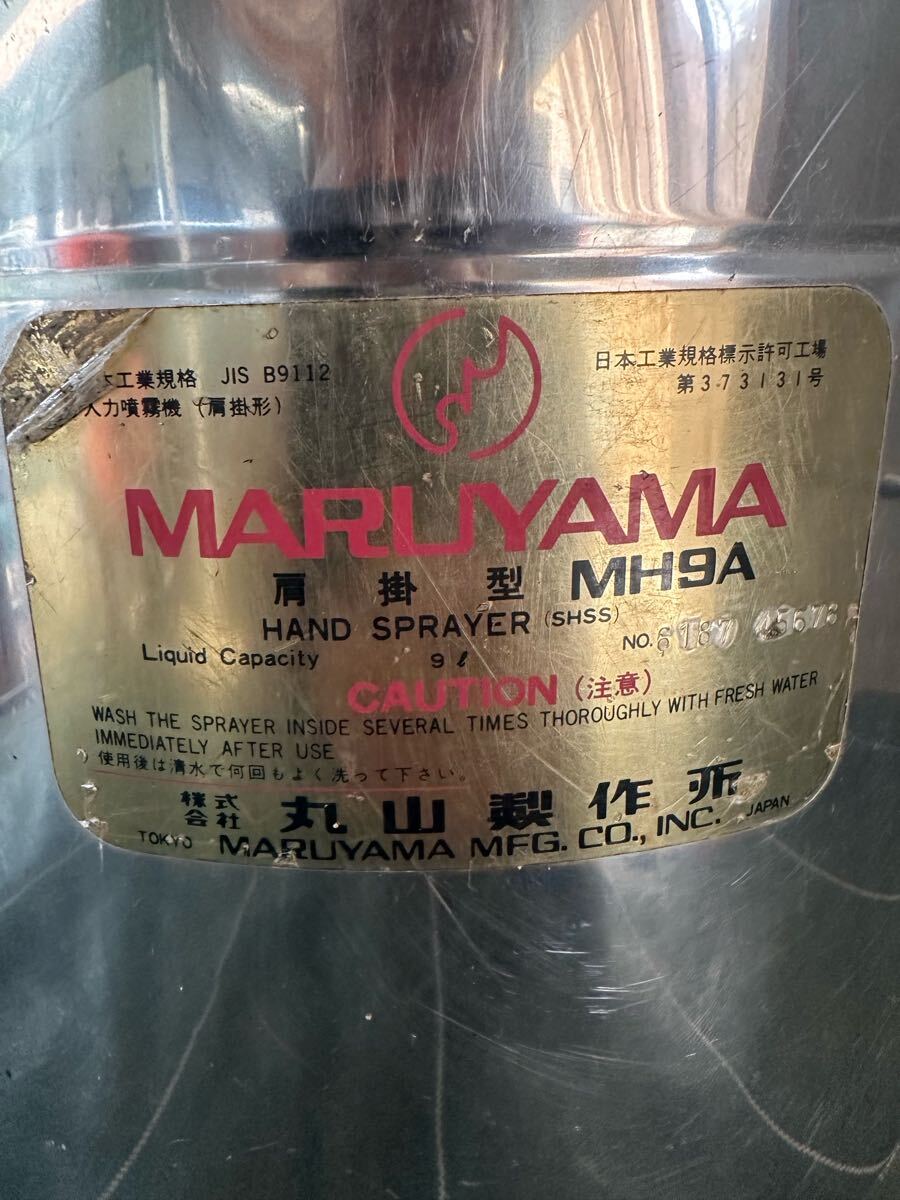 本工業規格 JIS B9112
人力噴霧機（肩掛形）
日本工業規格標示許可工場
第373131号
MARUYAMA
肩掛型 MH9A
HAND SPRAYER (SHSS)
NO.
Liquid Capacity 9ℓ
CAUTION (注意)
WASH THE SPRAYER INSIDE SEVERAL TIMES THOROUGHLY WITH FRESH WATER
IMMEDIATELY AFTER USE
使用後は清水で何回もよく洗って下さい。
株式会社 丸山製作所
TOKYO MARUYAMA MFG. CO., INC. JAPAN